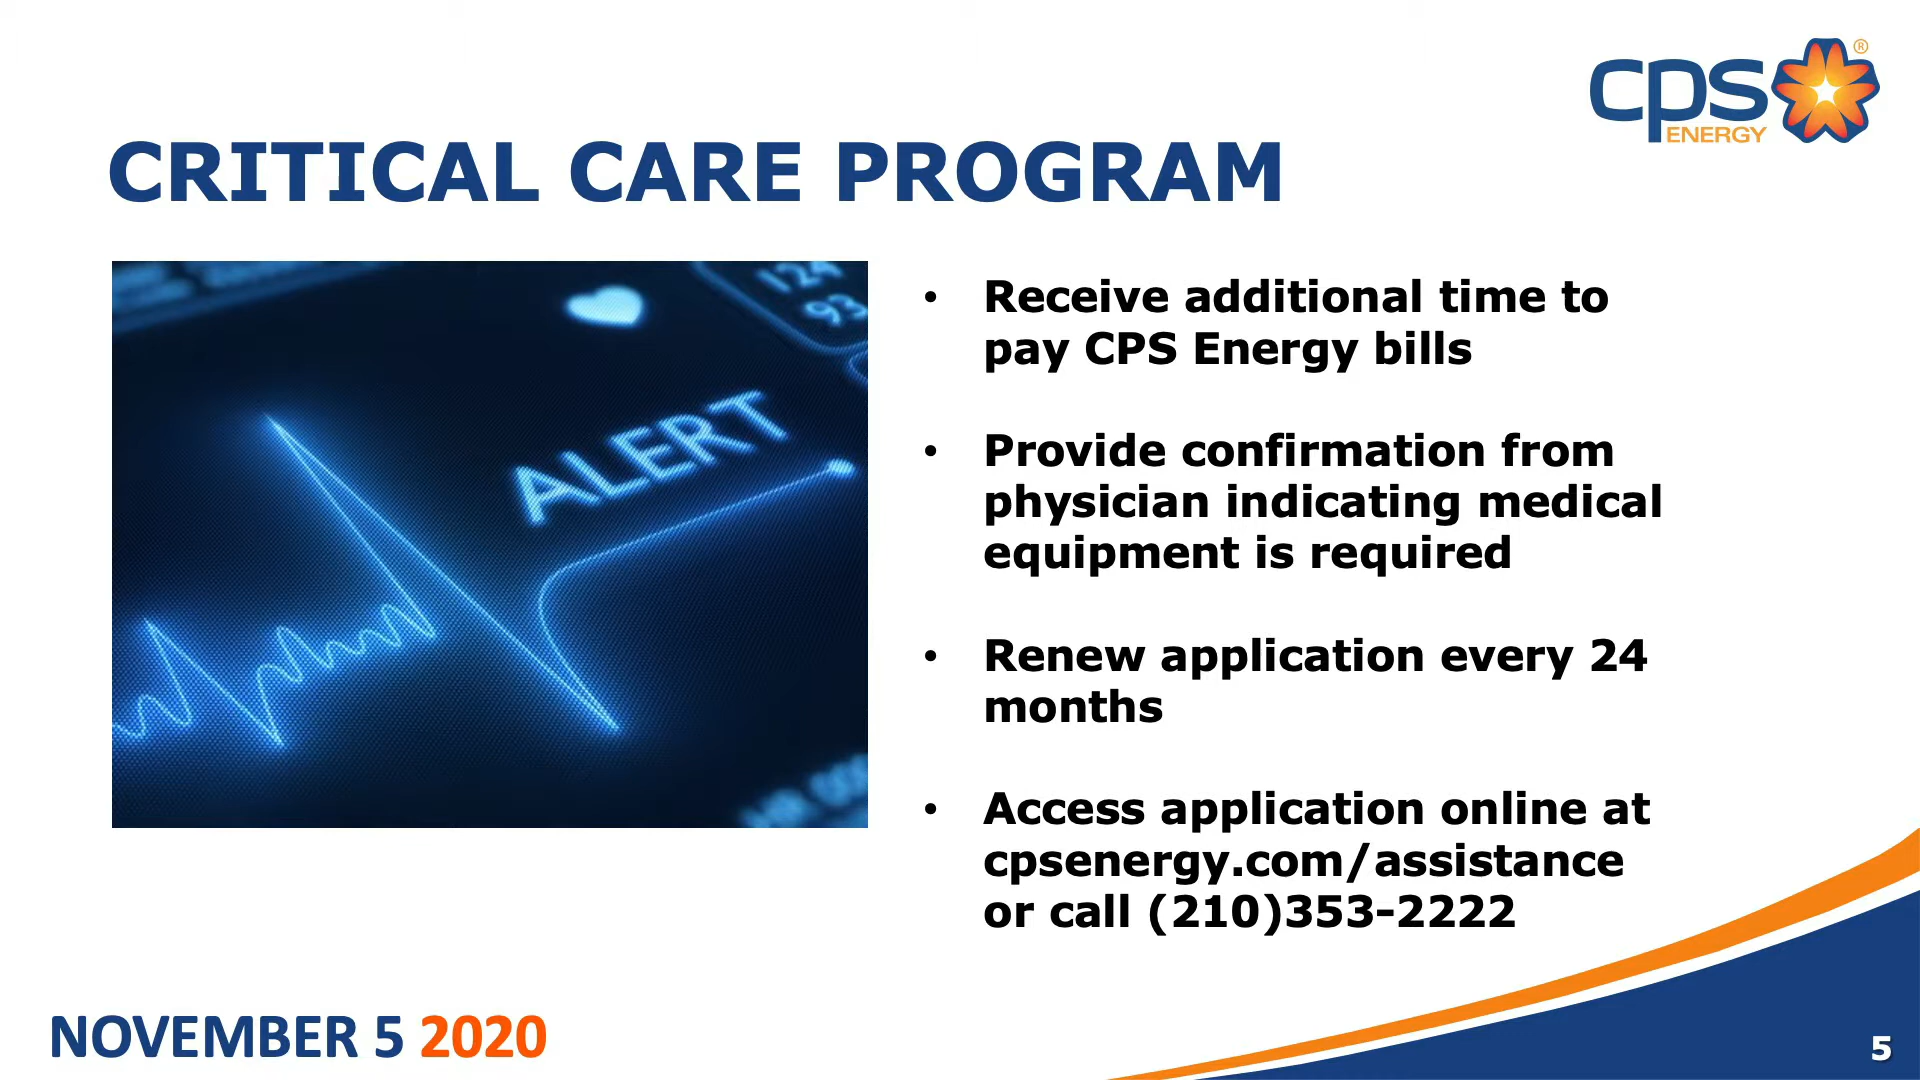 cps
ENERGY
®
CRITICAL CARE PROGRAM
124
93
ALERT
• Receive additional time to
pay CPS Energy bills
• Provide confirmation from
physician indicating medical
equipment is required
• Renew application every 24
months
• Access application online at
cpsenergy.com/assistance
or call (210)353-2222
NOVEMBER 5 2020
5